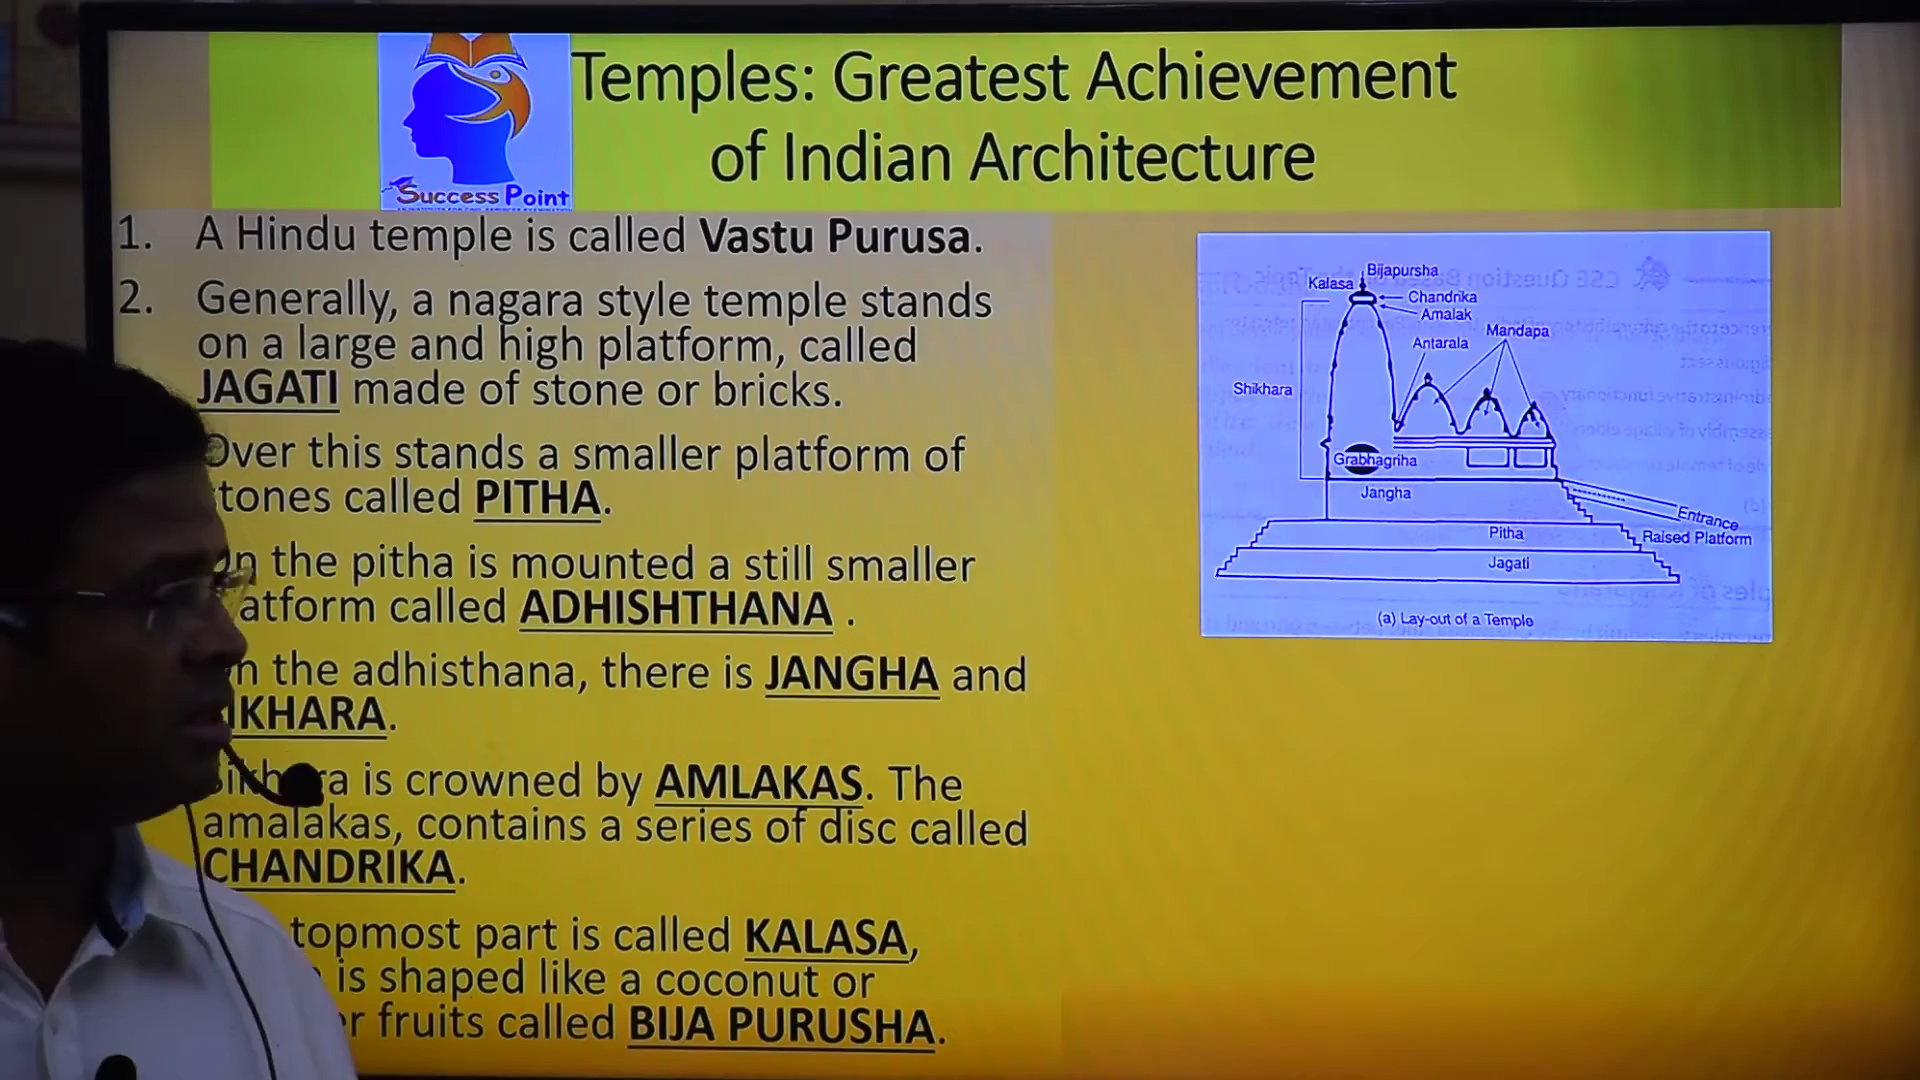 Temples: Greatest Achievement
of Indian Architecture
Success Point
1. A Hindu temple is called Vastu Purusa.
2. Generally, a nagara style temple stands
on a large and high platform, called
JAGATI made of stone or bricks.
Over this stands a smaller platform of
tones called PITHA.
the pitha is mounted a still smaller
atform called ADHISHTHANA .
the adhisthana, there is JANGHA and
IKHARA.
is crowned by AMLAKAS. The
amalakas, contains a series of disc called
CHANDRIKA.
topmost part is called KALASA,
is shaped like a coconut or
fruits called BIJA PURUSHA.
Bijapursha
Kalasa
Chandrika
Amalak
Mandapa
Antarala
Shikhara
Grabhagriha
Jangha
Entrance
Pitha
Raised Platform
Jagati
(a) Lay-out of a Temple